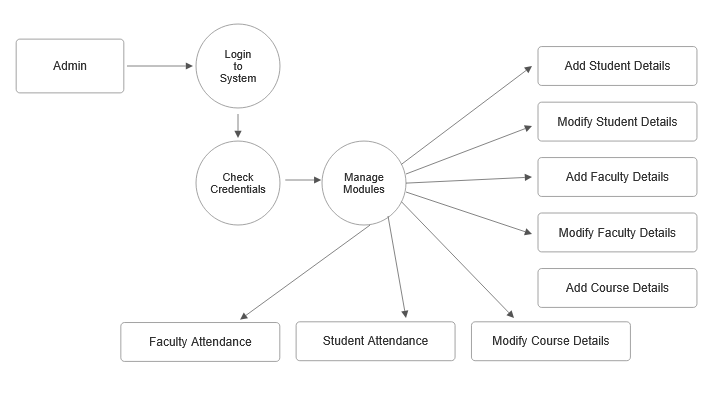 Admin
Login
to
System
Check
Credentials
Manage
Modules
Add Student Details
Modify Student Details
Add Faculty Details
Modify Faculty Details
Add Course Details
Faculty Attendance
Student Attendance
Modify Course Details